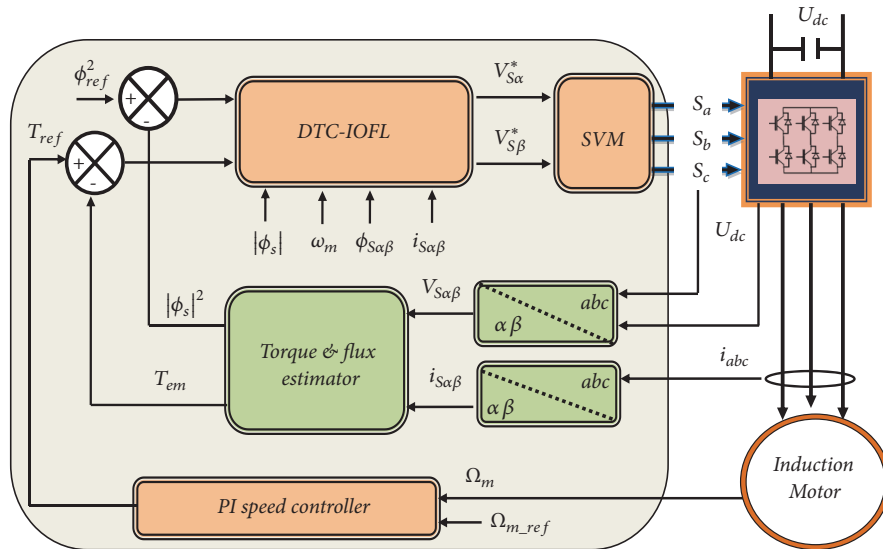 U_dc
ϕ²_ref
+
-
T_ref
+
-
DTC-IOFL
V*_Sα
V*_Sβ
SVM
S_a
S_b
S_c
|ϕ_s|
ω_m
ϕ_Sαβ
i_Sαβ
U_dc
|ϕ_s|²
Torque & flux
estimator
V_Sαβ
abc
αβ
T_em
i_Sαβ
abc
αβ
i_abc
PI speed controller
Ω_m
Ω_m_ref
Induction
Motor